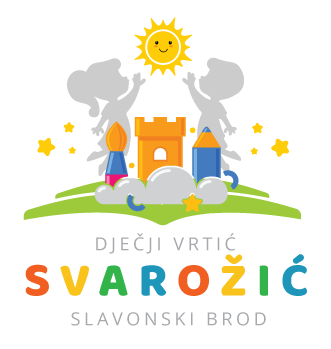 DJEČJI VRTIĆ
SVAROŽIĆ
SLAVONSKI BROD